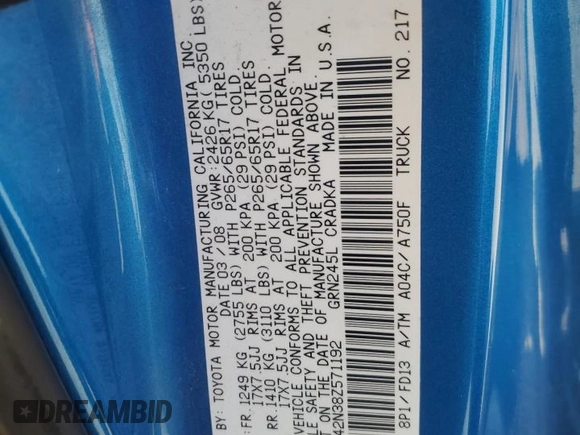 BY: TOYOTA MOTOR MANUFACTURING CALIFORNIA INC.
DATE 03 / 08 GVWR: 2426 KG( 5350 LBS)
FR. 1249 KG (2755 LBS) WITH P265/65R17 TIRES
17X7.5JJ RIMS AT 200 KPA (29 PSI) COLD.
RR. 1410 KG (3110 LBS) WITH P265/65R17 TIRES
17X7.5JJ RIMS AT 200 KPA (29 PSI) COLD.
VEHICLE CONFORMS TO ALL APPLICABLE FEDERAL MOTOR
SAFETY AND THEFT PREVENTION STANDARDS IN
ON THE DATE OF MANUFACTURE SHOWN ABOVE.
42N38Z571192 GRN245L CRADKA MADE IN U.S.A.
8P1/FD13 A/TM A04C/A750F TRUCK NO. 217
DREAMBID